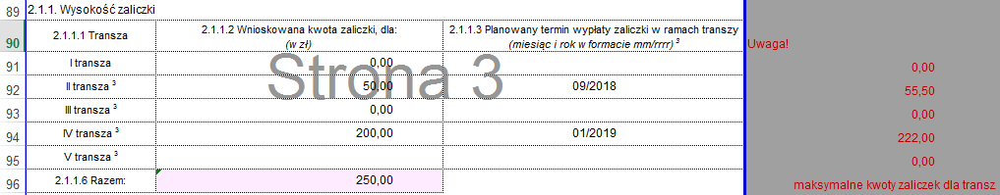 89 2.1.1. Wysokość zaliczki
90 2.1.1.1 Transza 2.1.1.2 Wnioskowana kwota zaliczki, dla: (w zł) 2.1.1.3 Planowany termin wypłaty zaliczki w ramach transzy (miesiąc i rok w formacie mm/rrrr) ³ Uwaga!
91 I transza 0,00 0,00
Strona 3
92 II transza ³ 50,00 09/2018 55,50
93 III transza ³ 0,00 0,00
94 IV transza ³ 200,00 01/2019 222,00
95 V transza ³ 0,00
96 2.1.1.6 Razem: 250,00 maksymalne kwoty zaliczek dla transz